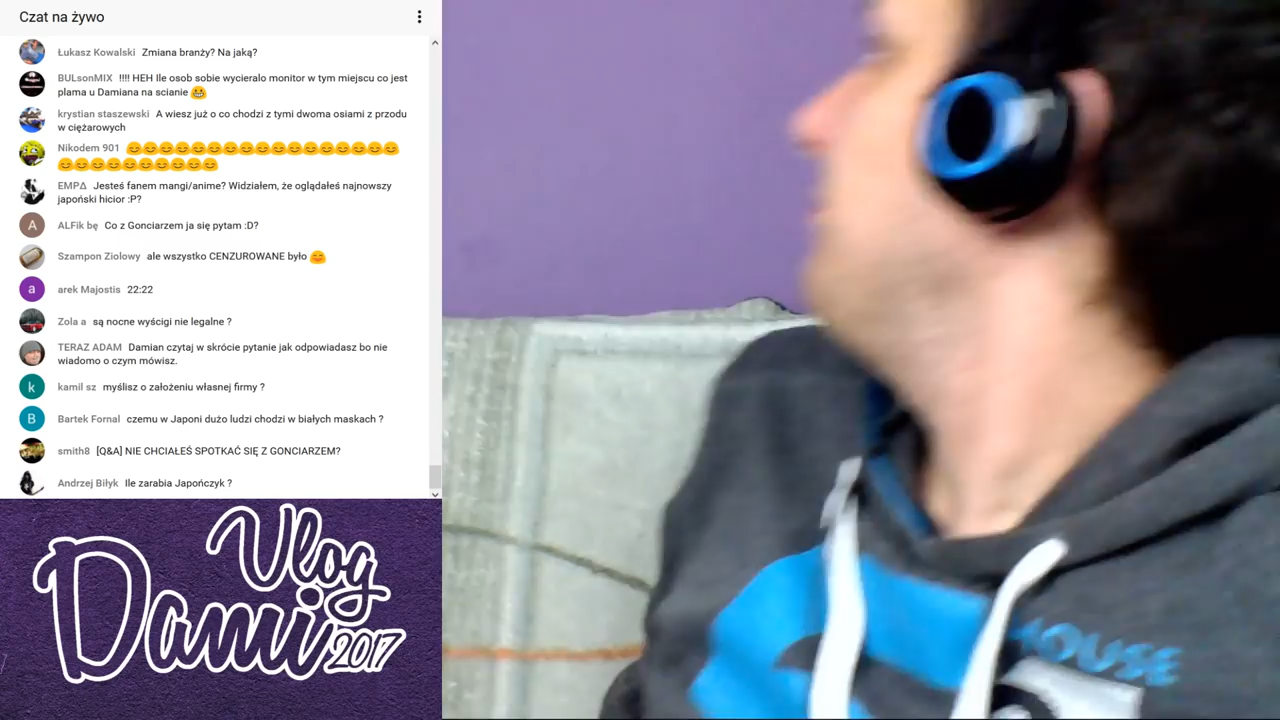 Czat na żywo
Łukasz Kowalski Zmiana branży? Na jaką?
BULsonMIX !!!! HEH Ile osob sobie wycieralo monitor w tym miejscu co jest
plama u Damiana na scianie 😀
krystian staszewski A wiesz już o co chodzi z tymi dwoma osiami z przodu
w ciężarowych
Nikodem 901 😊😊😊😊😊😊😊😊😊😊😊😊😊😊😊😊😊
😊😊😊😊😊😊😊😊😊😊
EMPΔ Jesteś fanem mangi/anime? Widziałem, że oglądałeś najnowszy
japoński hicior :P?
A ALFik bę Co z Gonciarzem ja się pytam :D?
Szampon Ziolowy ale wszystko CENZUROWANE było 😊
a arek Majostis 22:22
Zola a są nocne wyścigi nie legalne ?
TERAZ ADAM Damian czytaj w skrócie pytanie jak odpowiadasz bo nie
wiadomo o czym mówisz.
k kamil sz myślisz o założeniu własnej firmy ?
B Bartek Fornal czemu w Japoni dużo ludzi chodzi w białych maskach ?
smith8 [Q&A] NIE CHCIAŁEŚ SPOTKAĆ SIĘ Z GONCIARZEM?
Andrzej Biłyk Ile zarabia Japończyk ?
Vlog
Dami
2017
HOUSE